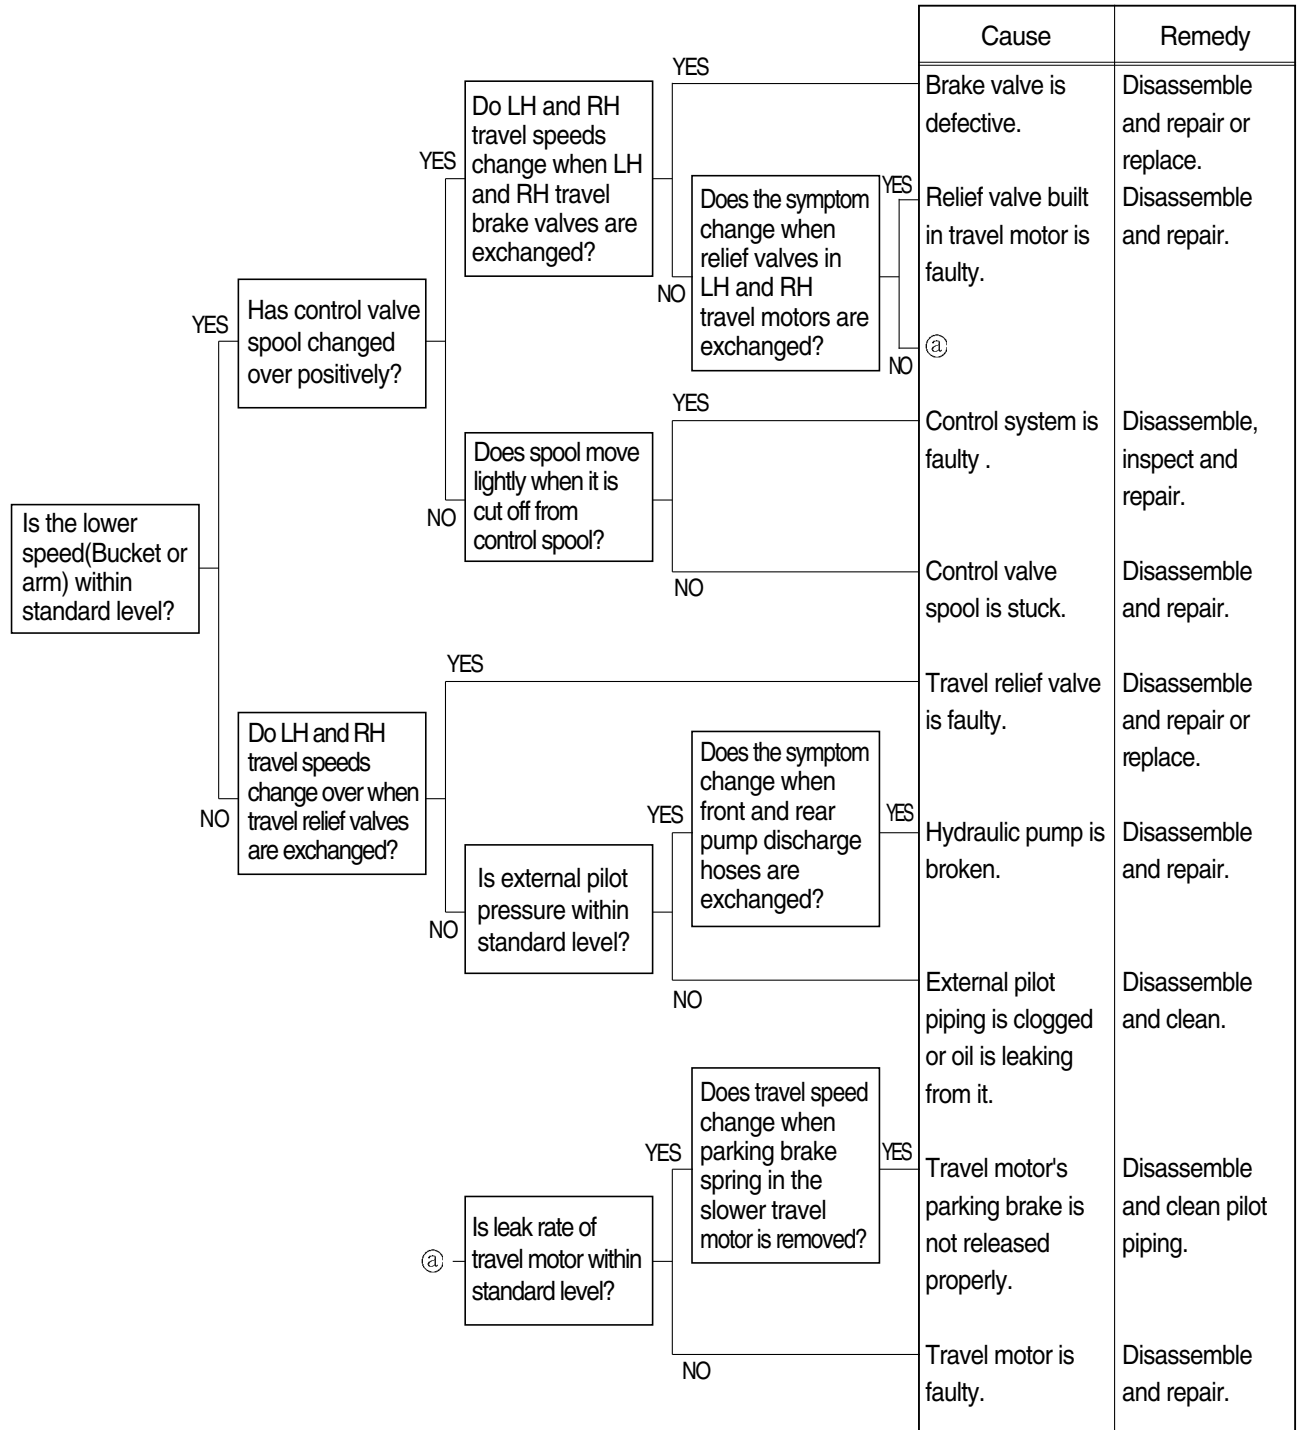 Cause
Remedy
YES
Brake valve is
defective.
Disassemble
and repair or
replace.
Do LH and RH
travel speeds
change when LH
and RH travel
brake valves are
exchanged?
YES
YES
Does the symptom
change when
relief valves in
LH and RH
travel motors are
exchanged?
Relief valve built
in travel motor is
faulty.
Disassemble
and repair.
NO
YES
Has control valve
spool changed
over positively?
ⓐ
NO
YES
Control system is
faulty .
Disassemble,
inspect and
repair.
Does spool move
lightly when it is
cut off from
control spool?
NO
Is the lower
speed(Bucket or
arm) within
standard level?
Control valve
spool is stuck.
Disassemble
and repair.
NO
YES
Travel relief valve
is faulty.
Disassemble
and repair or
replace.
Do LH and RH
travel speeds
change over when
travel relief valves
are exchanged?
NO
Does the symptom
change when
front and rear
pump discharge
hoses are
exchanged?
YES
YES
Hydraulic pump is
broken.
Disassemble
and repair.
Is external pilot
pressure within
standard level?
NO
NO
External pilot
piping is clogged
or oil is leaking
from it.
Disassemble
and clean.
Does travel speed
change when
parking brake
spring in the
slower travel
motor is removed?
YES
YES
Travel motor's
parking brake is
not released
properly.
Disassemble
and clean pilot
piping.
ⓐ
Is leak rate of
travel motor within
standard level?
NO
Travel motor is
faulty.
Disassemble
and repair.